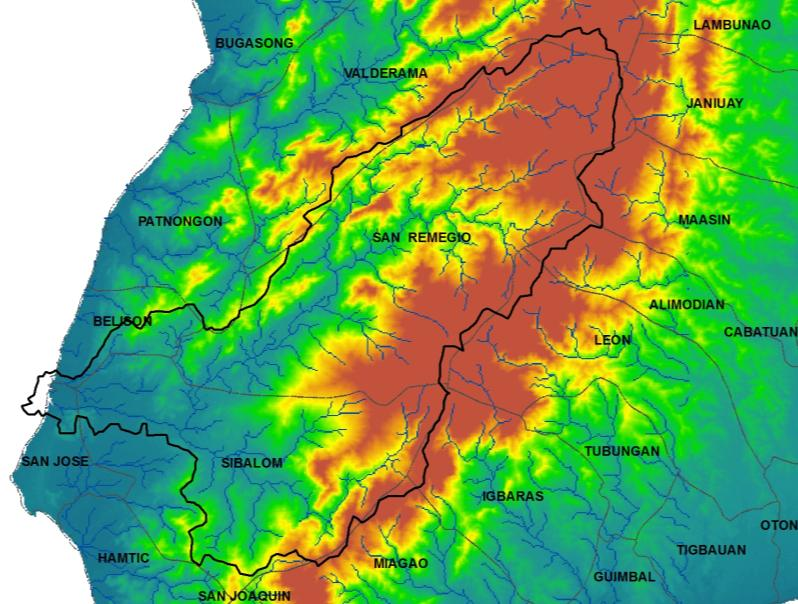 LAMBUNAO
BUGASONG
VALDERAMA
JANIUAY
PATNONGON
MAASIN
SAN REMEGIO
ALIMODIAN
BELISON
CABATUAN
LEON
SAN JOSE
SIBALOM
TUBUNGAN
IGBARAS
OTON
TIGBAUAN
HAMTIC
MIAGAO
GUIMBAL
SAN JOAQUIN